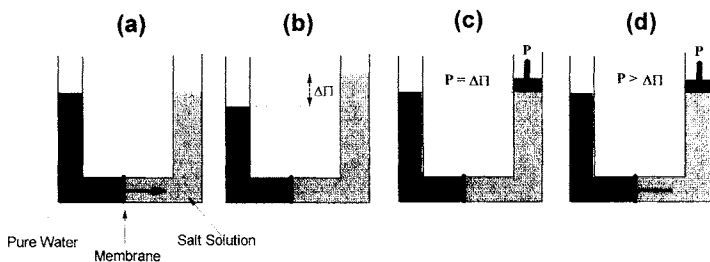 (a)
(b)
(c)
(d)
ΔΠ
P = ΔΠ
P
P > ΔΠ
P
Pure Water
Membrane
Salt Solution